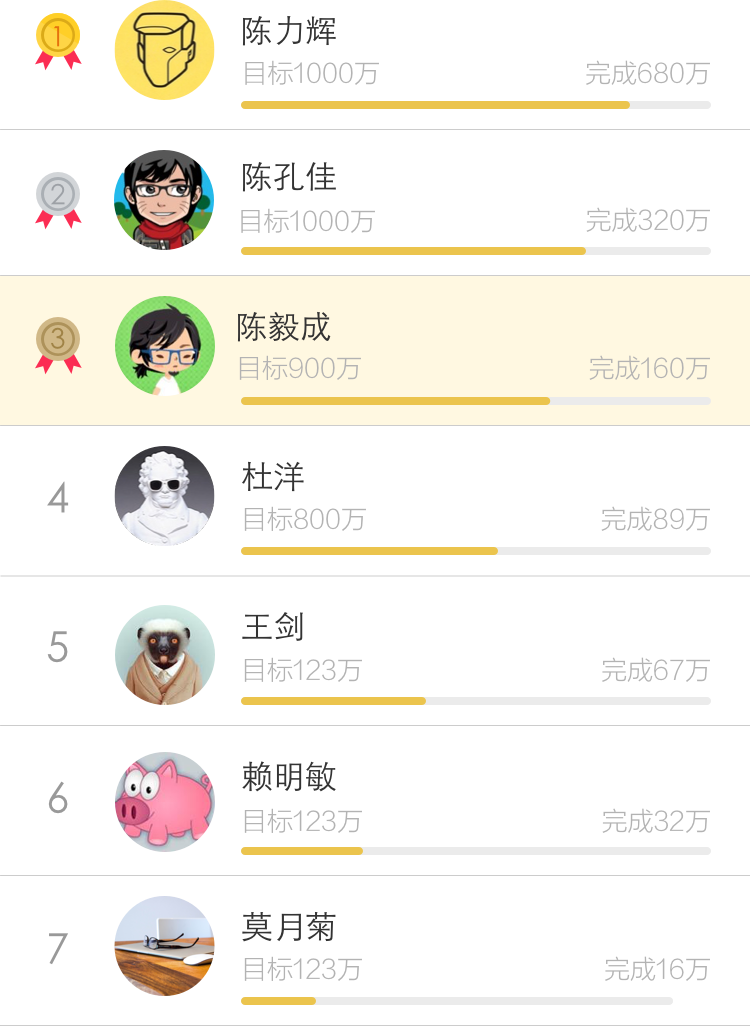 1
陈力辉
目标1000万 完成680万
2
陈孔佳
目标1000万 完成320万
3
陈毅成
目标900万 完成160万
4
杜洋
目标800万 完成89万
5
王剑
目标123万 完成67万
6
赖明敏
目标123万 完成32万
7
莫月菊
目标123万 完成16万